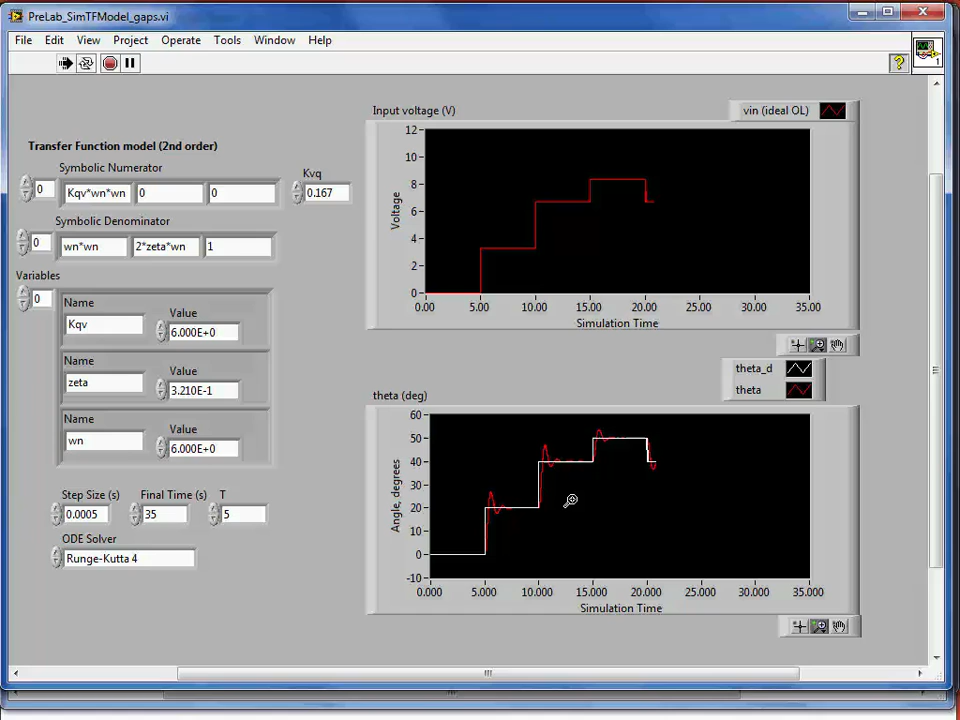 PreLab_SimTFModel_gaps.vi
File Edit View Project Operate Tools Window Help
1
Input voltage (V)
vin (ideal OL)
12
10
8
6
4
2
0
Voltage
0.00 5.00 10.00 15.00 20.00 25.00 30.00 35.00
Simulation Time
Transfer Function model (2nd order)
Symbolic Numerator
0 Kqv*wn*wn 0 0
Kvq
0.167
Symbolic Denominator
0 wn*wn 2*zeta*wn 1
Variables
0
Name
Kqv
Value
6.000E+0
Name
zeta
Value
3.210E-1
Name
wn
Value
6.000E+0
Step Size (s) Final Time (s) T
0.0005 35 5
ODE Solver
Runge-Kutta 4
theta_d
theta
theta (deg)
60
50
40
30
20
10
0
-10
Angle, degrees
0.000 5.000 10.000 15.000 20.000 25.000 30.000 35.000
Simulation Time